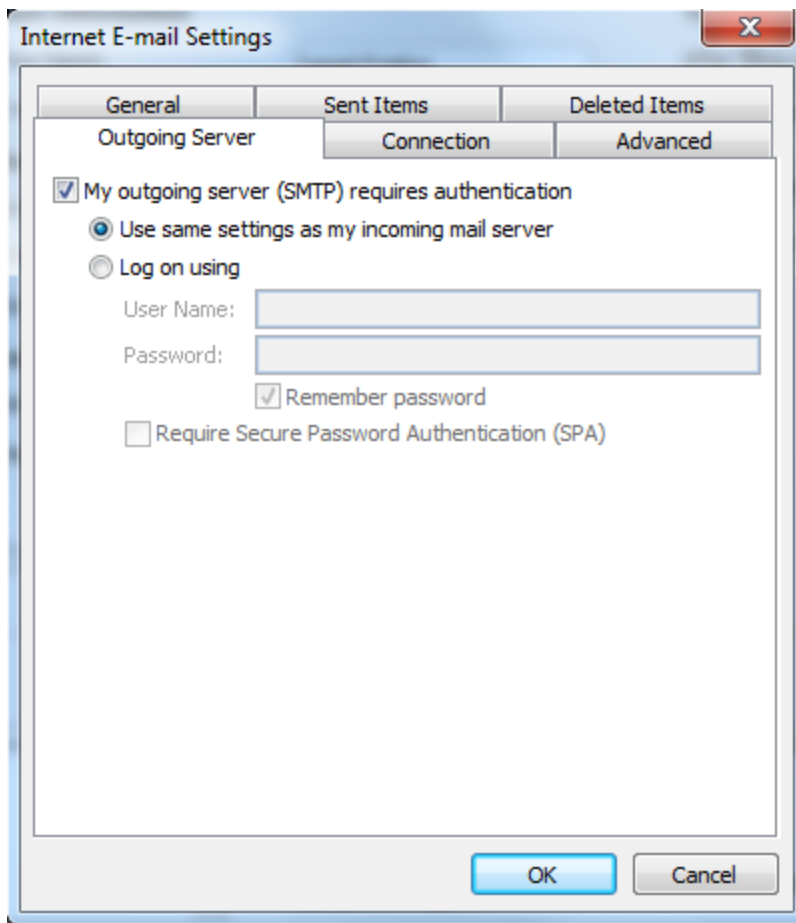 Internet E-mail Settings
General Sent Items Deleted Items
Outgoing Server Connection Advanced
My outgoing server (SMTP) requires authentication
Use same settings as my incoming mail server
Log on using
User Name:
Password:
Remember password
Require Secure Password Authentication (SPA)
OK Cancel